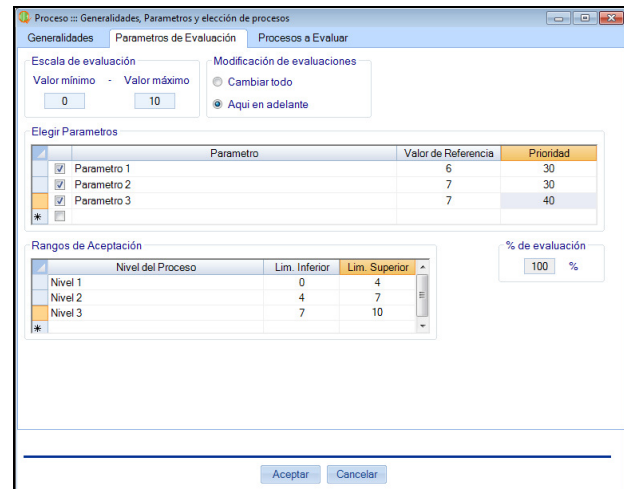 Proceso ::: Generalidades, Parametros y elección de procesos
Generalidades Parametros de Evaluación Procesos a Evaluar
Escala de evaluación
Valor mínimo - Valor máximo
0 10
Modificación de evaluaciones
Cambiar todo
Aqui en adelante
Elegir Parametros
Parametro Valor de Referencia Prioridad
Parametro 1 6 30
Parametro 2 7 30
Parametro 3 7 40
Rangos de Aceptación
Nivel del Proceso Lim. Inferior Lim. Superior
Nivel 1 0 4
Nivel 2 4 7
Nivel 3 7 10
% de evaluación
100 %
Aceptar Cancelar